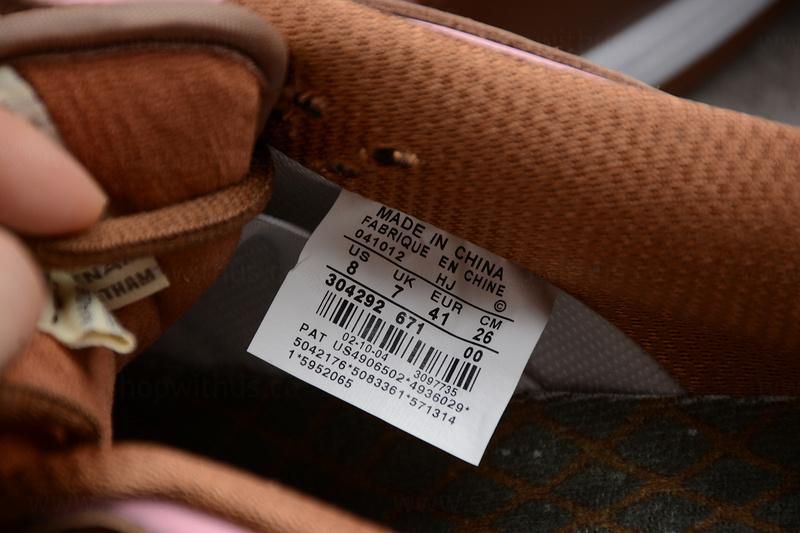 MADE IN CHINA
FABRIQUE EN CHINE
041012 HJ ©
US UK EUR CM
8 7 41 26
304292 671 00
02-10-04 3097735
PAT US4906502*4936029*
5042176*5083361*571314
1*5952065
THAM